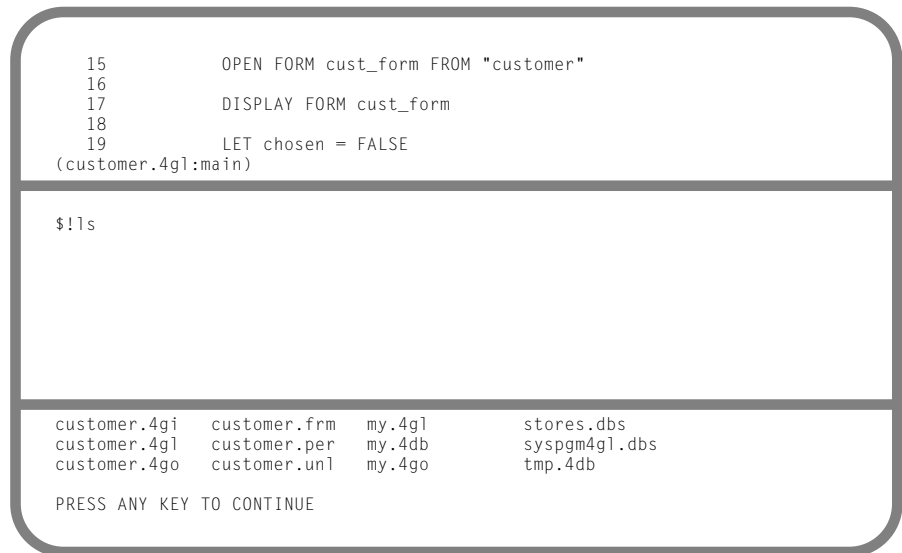 15 OPEN FORM cust_form FROM "customer"
16
17 DISPLAY FORM cust_form
18
19 LET chosen = FALSE
(customer.4gl:main)
$!ls
customer.4gi customer.frm my.4gl stores.dbs
customer.4gl customer.per my.4db syspgm4gl.dbs
customer.4go customer.unl my.4go tmp.4db
PRESS ANY KEY TO CONTINUE